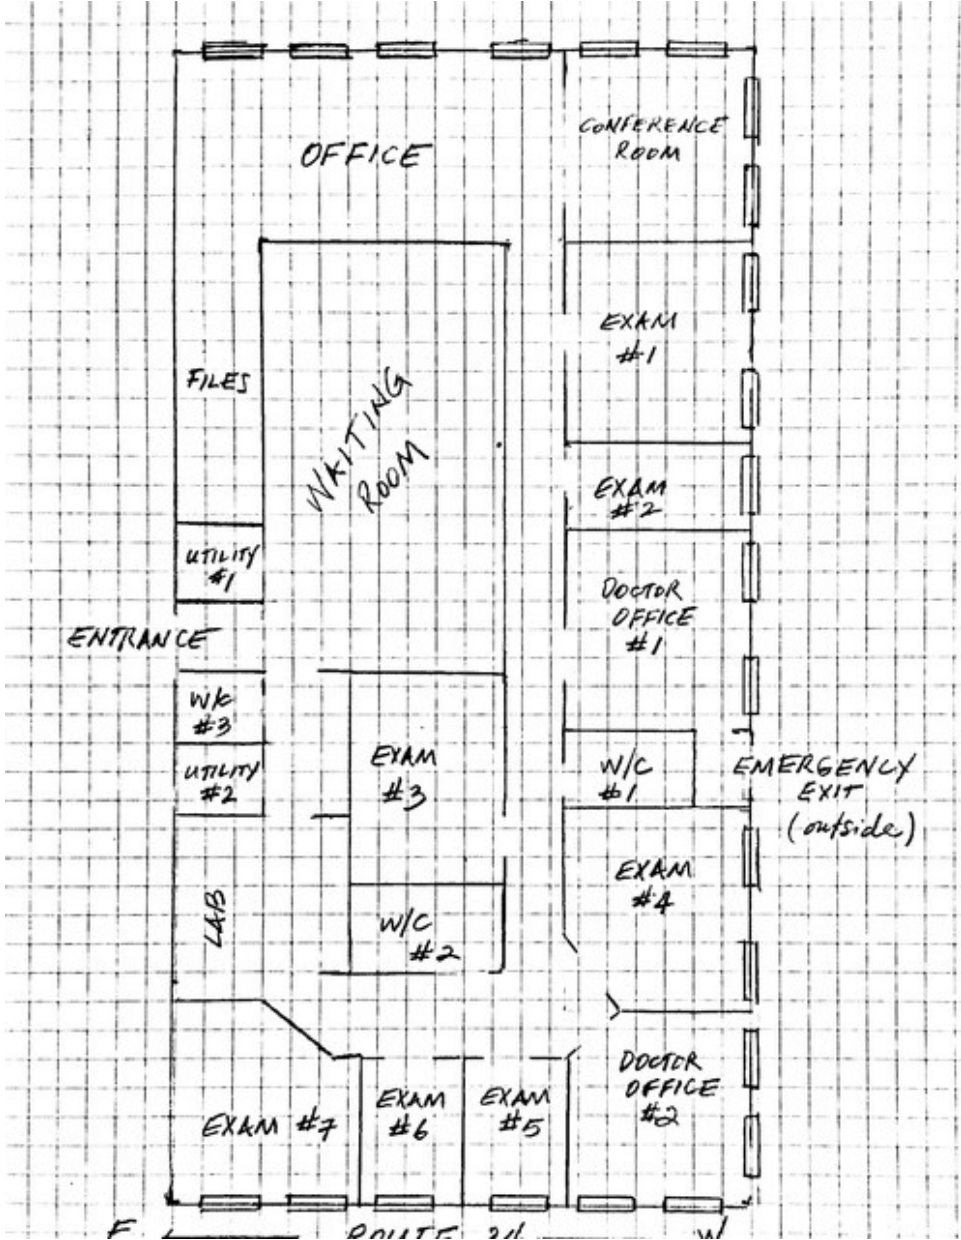 OFFICE
CONFERENCE
ROOM
EXAM
#1
FILES
WAITING
ROOM
EXAM
#2
UTILITY
#1
DOCTOR
OFFICE
#1
ENTRANCE
W/C
#3
EXAM
#3
UTILITY
#2
W/C
#1
EMERGENCY
EXIT
(outside)
EXAM
#4
LAB
W/C
#2
DOCTOR
OFFICE
#2
EXAM #7
EXAM
#6
EXAM
#5
E ROUTE 34 W